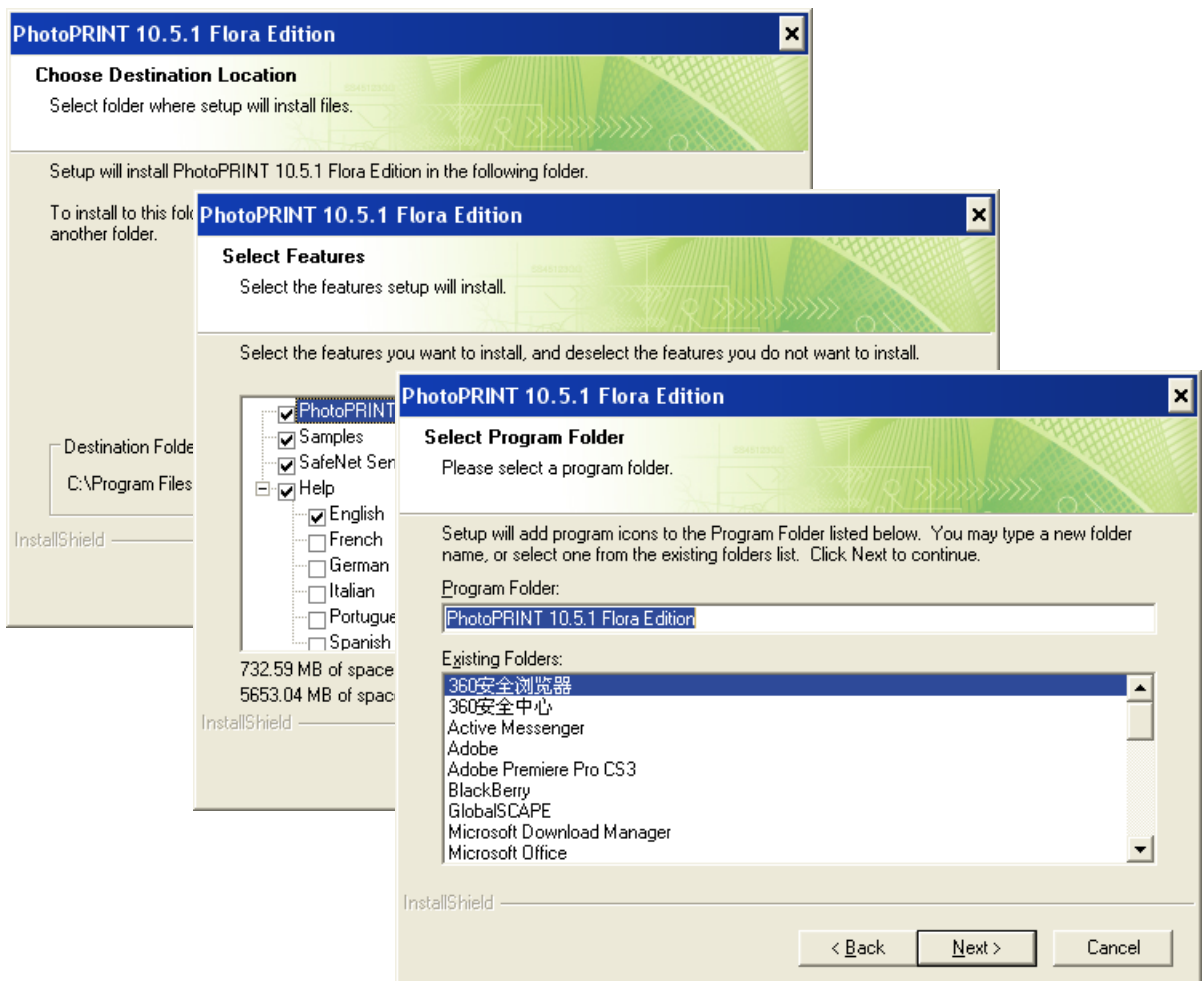 PhotoPRINT 10.5.1 Flora Edition
Choose Destination Location
Select folder where setup will install files.
Setup will install PhotoPRINT 10.5.1 Flora Edition in the following folder.
To install to this
another folder.
Destination
C:\Program Files
InstallShield
PhotoPRINT 10.5.1 Flora Edition
Select Features
Select the features setup will install.
Select the features you want to install, and deselect the features you do not want to install.
PhotoPRINT
Samples
SafeNet
Help
English
French
German
Italian
Spanish
732.59 MB of space
5653.04 MB of
InstallShield
PhotoPRINT 10.5.1 Flora Edition
Select Program Folder
Please select a program folder.
Setup will add program icons to the Program Folder listed below. You may type a new folder
name, or select one from the existing folders list. Click Next to continue.
Program Folder:
PhotoPRINT 10.5.1 Flora Edition
Existing Folders:
360安全浏览器
360安全中心
Active Messenger
Adobe
Adobe Premiere Pro CS3
BlackBerry
GlobalSCAPE
Microsoft Download Manager
Microsoft Office
InstallShield
< Back
Next >
Cancel